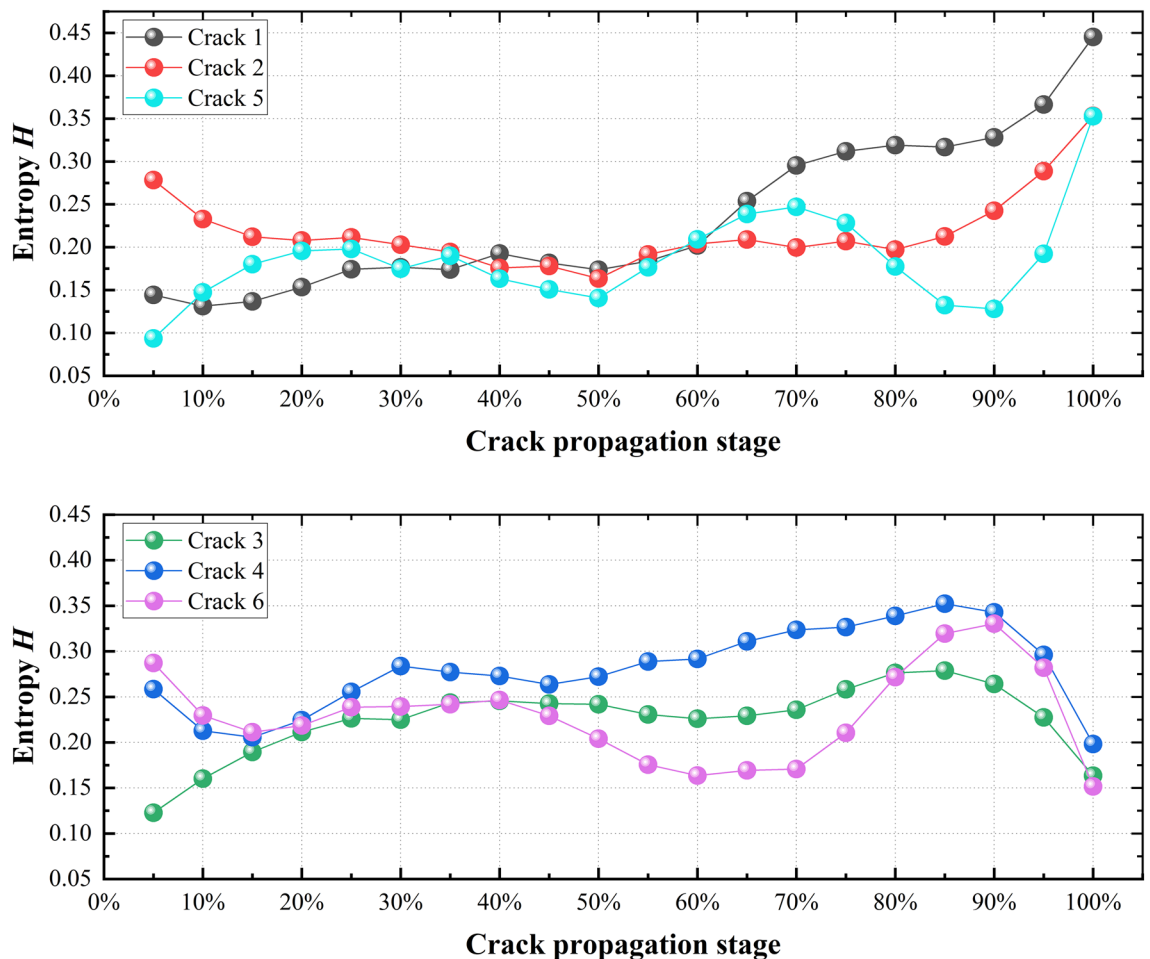 Entropy H
0.45
0.40
0.35
0.30
0.25
0.20
0.15
0.10
0.05
Crack 1
Crack 2
Crack 5
0% 10% 20% 30% 40% 50% 60% 70% 80% 90% 100%
Crack propagation stage
Entropy H
0.45
0.40
0.35
0.30
0.25
0.20
0.15
0.10
0.05
Crack 3
Crack 4
Crack 6
0% 10% 20% 30% 40% 50% 60% 70% 80% 90% 100%
Crack propagation stage